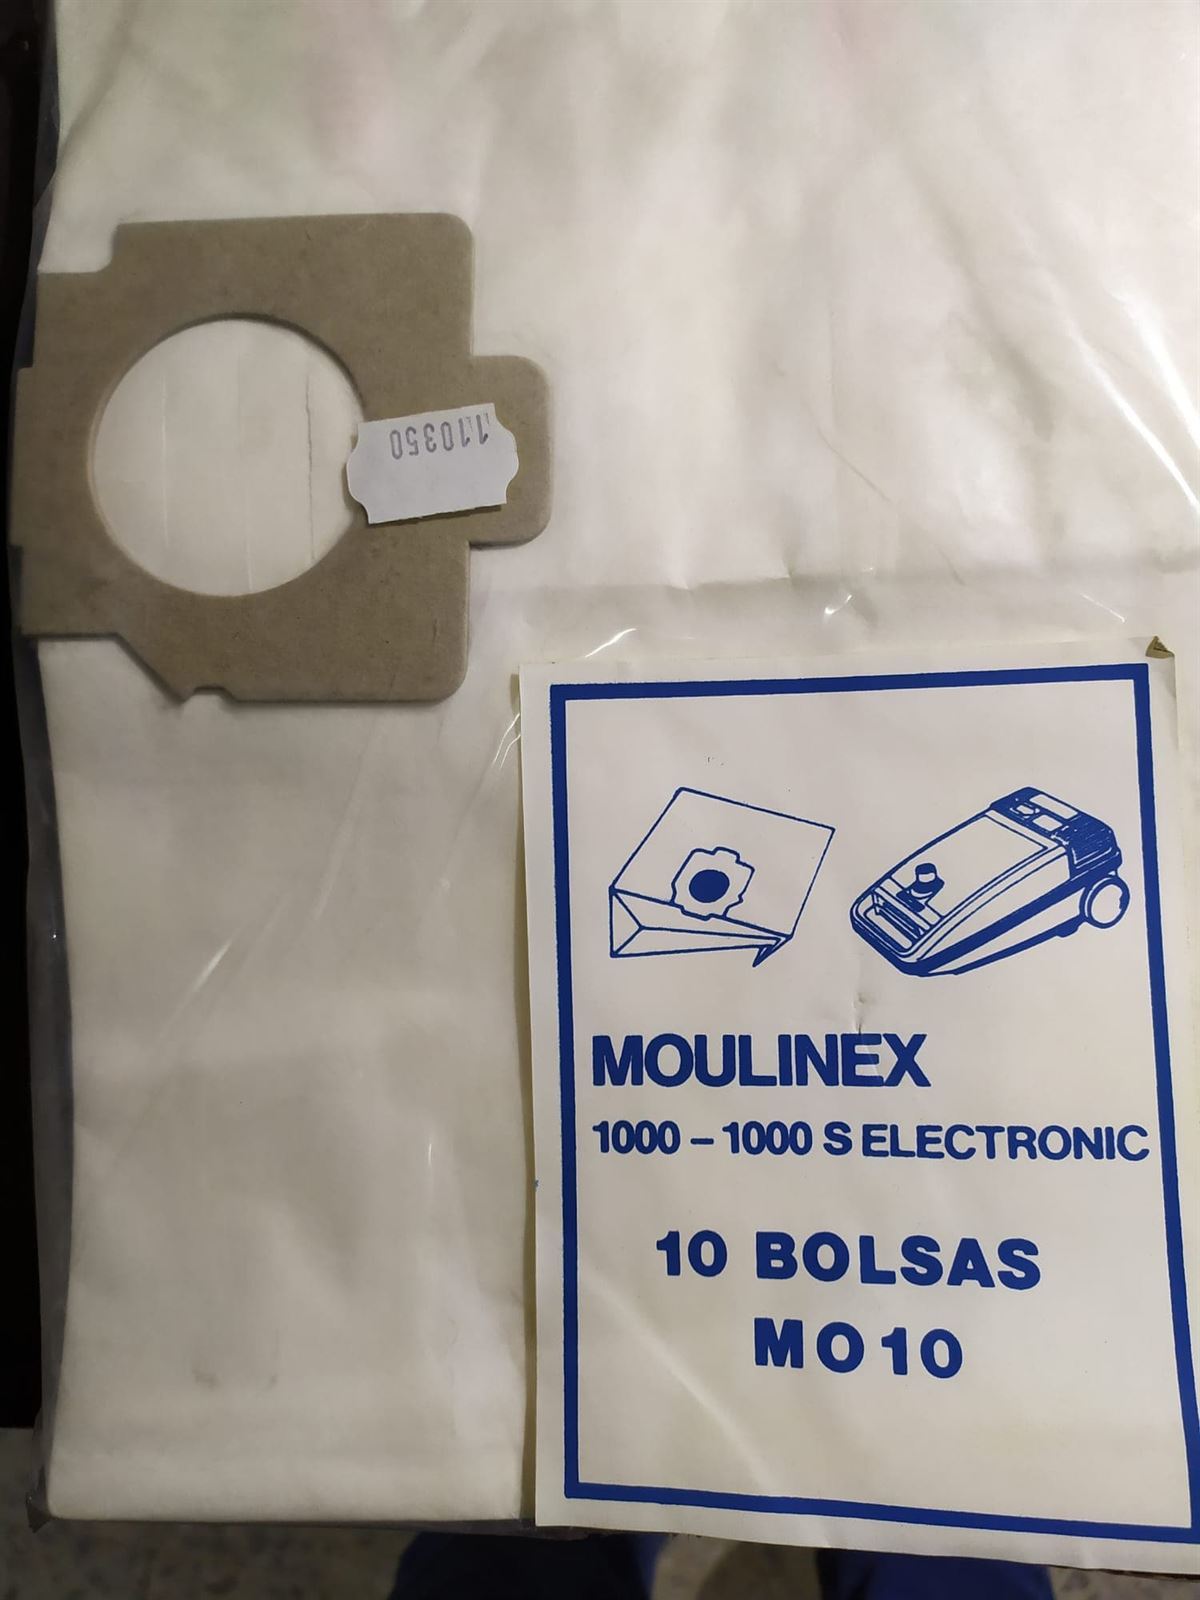 110350
MOULINEX
1000 – 1000 S ELECTRONIC
10 BOLSAS
MO10